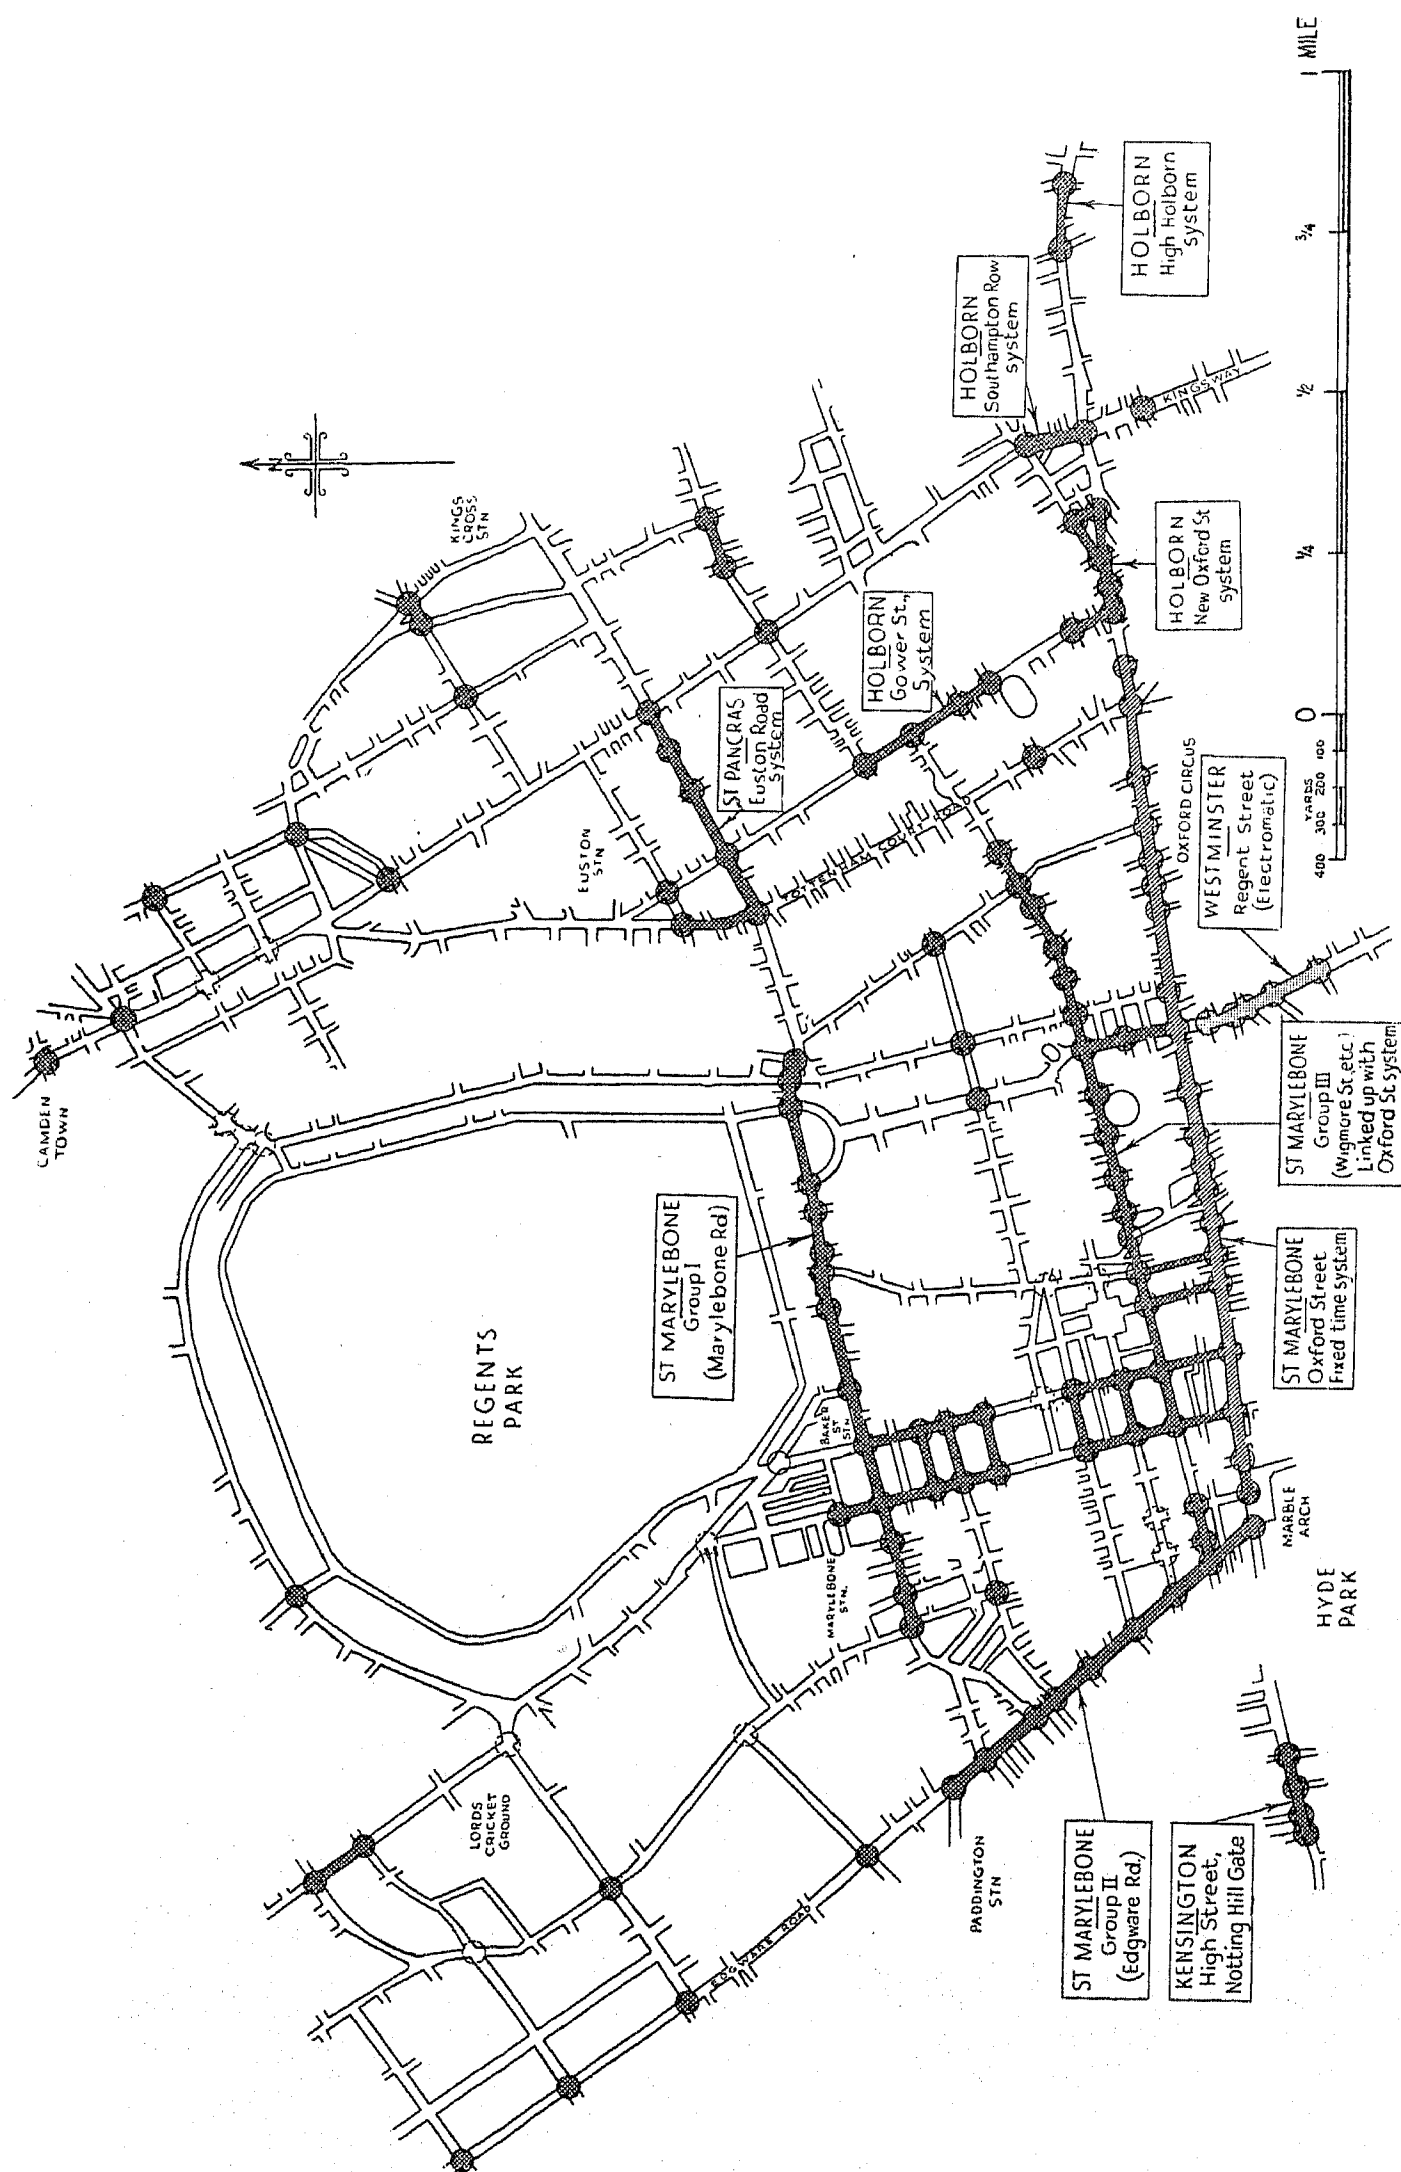 CAMDEN
TOWN
N
KINGS
CROSS
STN
EUSTON
STN
REGENTS
PARK
LORDS
CRICKET
GROUND
EDGWARE ROAD
PADDINGTON
STN
MARYLEBONE
STN.
BAKER
ST
STN
TOTTENHAM COURT ROAD
KINGSWAY
OXFORD CIRCUS
MARBLE
ARCH
HYDE
PARK
ST MARYLEBONE
Group II
(Edgware Rd.)
KENSINGTON
High Street,
Notting Hill Gate
ST MARYLEBONE
Group I
(Marylebone Rd)
ST MARYLEBONE
Oxford Street
Fixed time system
ST MARYLEBONE
Group III
(Wigmore St, etc.)
Linked up with
Oxford St system
WESTMINSTER
Regent Street
(Electromatic)
ST PANCRAS
Euston Road
system
HOLBORN
Gower St.,
System
HOLBORN
New Oxford St
system
HOLBORN
Southampton Row
system
HOLBORN
High Holborn
system
400 300 200 100 0 1/4 1/2 3/4 1 MILE
YARDS